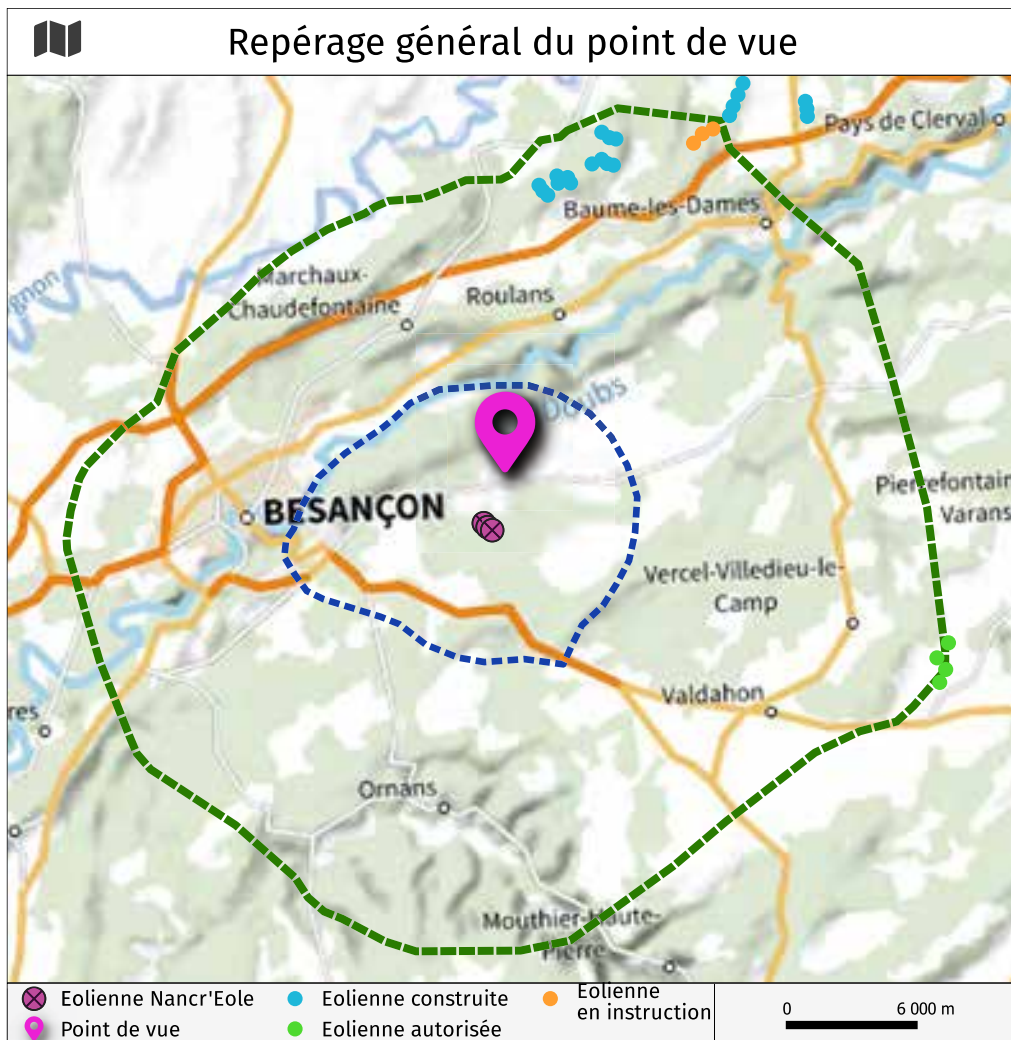 Repérage général du point de vue
Pays de Clerval
Baume-les-Dames
gnon
Marchaux-
Chaudefontaine
Roulans
Doubs
BESANÇON
Pierrefontain
Varans
Vercel-Villedieu-le-
Camp
Valdahon
res
Ornans
Mouthier-Haute-
Pierre
Eolienne Nancr'Eole
Eolienne construite
Eolienne
en instruction
0
6 000 m
Point de vue
Eolienne autorisée